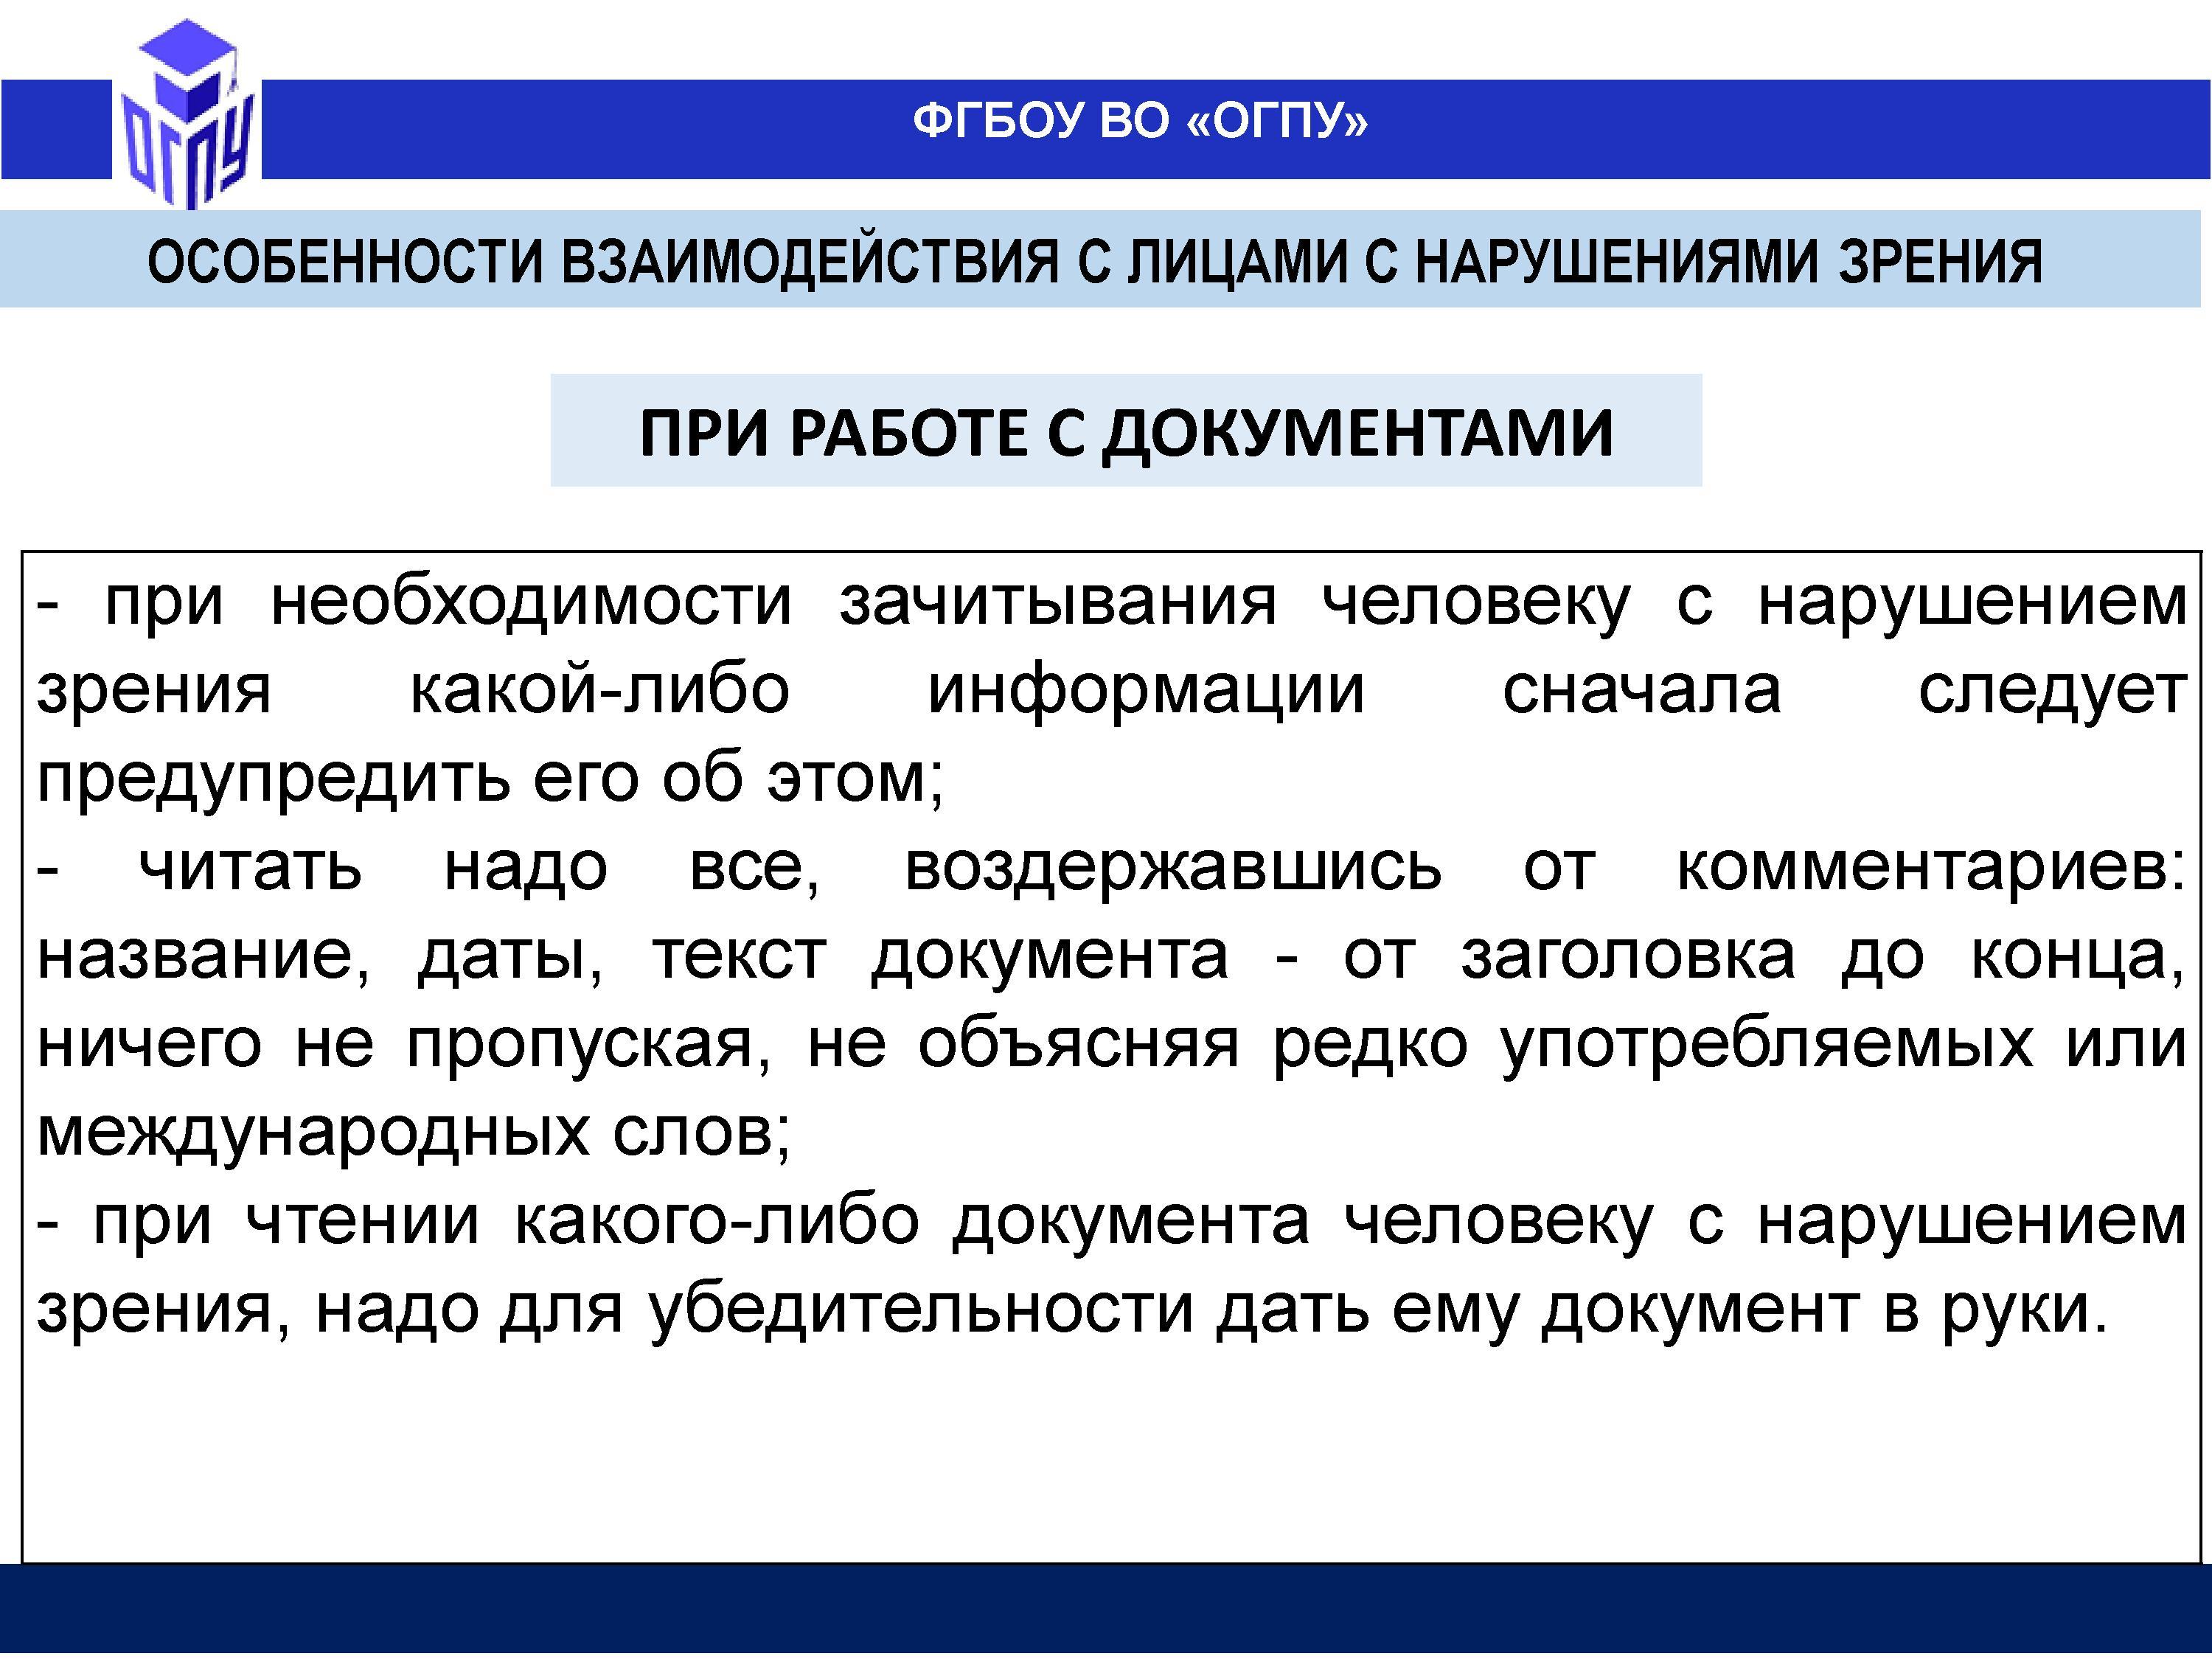 ОГПУ
ФГБОУ ВО «ОГПУ»
ОСОБЕННОСТИ ВЗАИМОДЕЙСТВИЯ С ЛИЦАМИ С НАРУШЕНИЯМИ ЗРЕНИЯ
ПРИ РАБОТЕ С ДОКУМЕНТАМИ
- при необходимости зачитывания человеку с нарушением
зрения какой-либо информации сначала следует
предупредить его об этом;
- читать надо все, воздержавшись от комментариев:
название, даты, текст документа - от заголовка до конца,
ничего не пропуская, не объясняя редко употребляемых или
международных слов;
- при чтении какого-либо документа человеку с нарушением
зрения, надо для убедительности дать ему документ в руки.